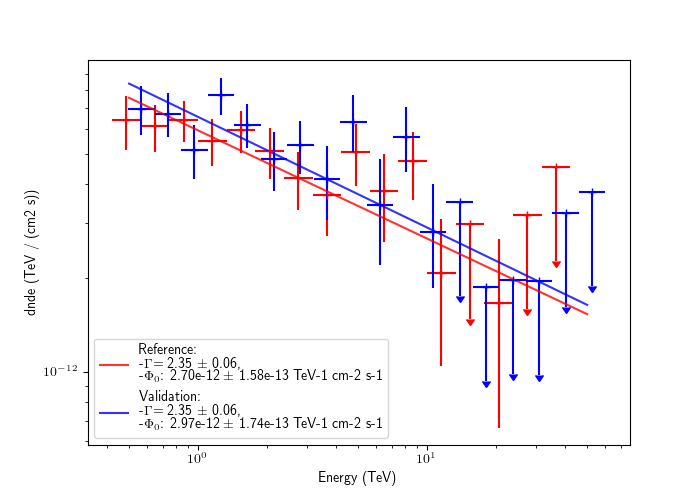 dnde (TeV / (cm2 s))
10⁻¹²
Reference:
-Γ= 2.35 ± 0.06,
-Φ₀: 2.70e-12 ± 1.58e-13 TeV-1 cm-2 s-1
Validation:
-Γ= 2.35 ± 0.06,
-Φ₀: 2.97e-12 ± 1.74e-13 TeV-1 cm-2 s-1
10⁰
10¹
Energy (TeV)